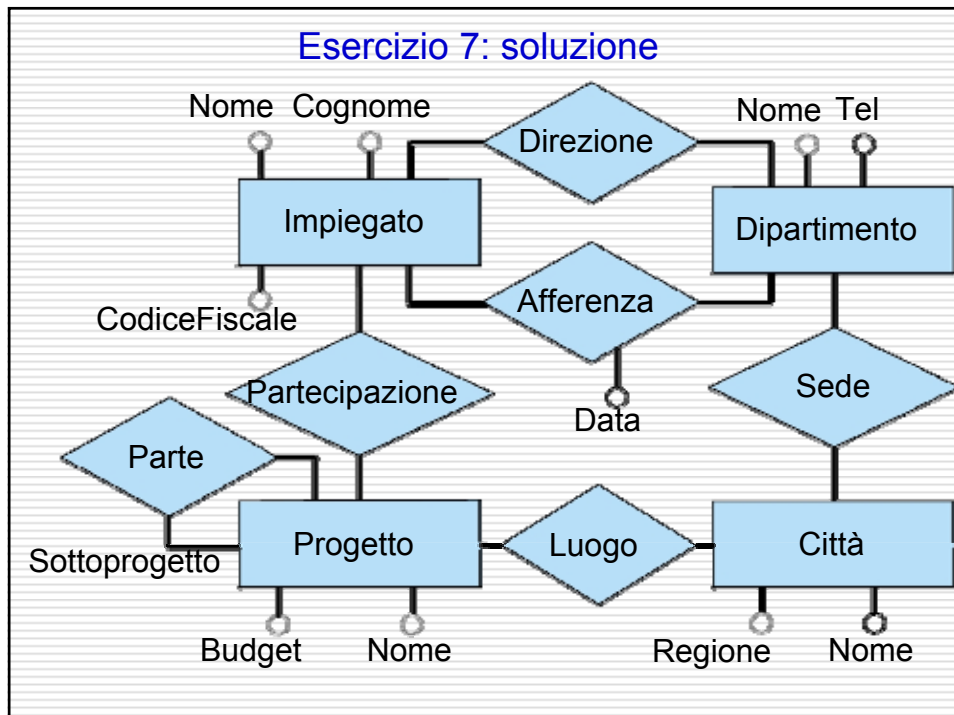 Esercizio 7: soluzione
Nome Cognome
Nome Tel
Direzione
Impiegato
Dipartimento
Afferenza
CodiceFiscale
Partecipazione
Sede
Data
Parte
Progetto
Luogo
Città
Sottoprogetto
Budget
Nome
Regione
Nome